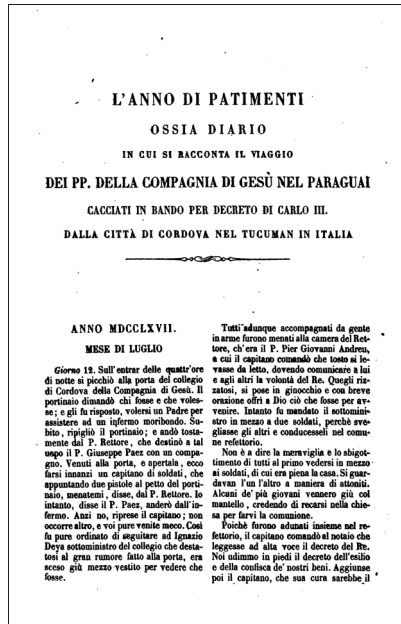 L'ANNO DI PATIMENTI
OSSIA DIARIO
IN CUI SI RACCONTA IL VIAGGIO
DEI PP. DELLA COMPAGNIA DI GESÙ NEL PARAGUAI
CACCIATI IN BANDO PER DECRETO DI CARLO III.
DALLA CITTÀ DI CORDOVA NEL TUCUMAN IN ITALIA
ANNO MDCCLXVII.
MESE DI LUGLIO
Giorno 12. Sull'entrar delle quattr'ore
di notte si picchiò alla porta del collegio
di Cordova della Compagnia di Gesù. Il
portinaio dimandò chi fosse e che voles-
se; e gli fu risposto, volersi un Padre per
assistere ad un infermo moribondo. Su-
bito, ripigliò il portinaio; e andò tosta-
mente dal P. Rettore, che destinò a tal
uopo il P. Giuseppe Paez con un compa-
gno. Venuti alla porta, e apertala, ecco
farsi innanzi un capitano di soldati, che
appuntando due pistole al petto del porti-
naio, menatemi, disse, dal P. Rettore. Io
intanto, disse il P. Paez, anderò dall'in-
fermo. Anzi no, riprese il capitano; non
occorre altro, e voi pure venite meco. Così
fu pure ordinato di seguitare ad Ignazio
Deya sottoministro del collegio che desta-
tosi al gran rumore fatto alla porta, era
sceso giù mezzo vestito per vedere che
fosse.
Tutti adunque accompagnati da gente
in arme furono menati alla camera del Ret-
tore, ch'era il P. Pier Giovanni Andreu,
a cui il capitano comandò che tosto si le-
vasse da letto, dovendo comunicare a lui
e agli altri la volontà del Re. Quegli riz-
zatosi, si pose in ginocchio e con breve
orazione offrì a Dio ciò che fosse per av-
venire. Intanto fu mandato il sottomini-
stro in mezzo a due soldati, perchè sve-
gliasse gli altri e conducesseli nel comu-
ne refettorio.
Non è a dire la meraviglia e lo sbigot-
timento di tutti al primo vedersi in mezzo
ai soldati, di cui era piena la casa. Si guar-
davan l'un l'altro a maniera di attoniti.
Alcuni de' più giovani vennero giù col
mantello, credendo di recarsi nella chie-
sa per farvi la comunione.
Poichè furono adunati insieme nel re-
fettorio, il capitano comandò al notaio che
leggesse ad alta voce il decreto del Re.
Noi udimmo in piedi il decreto dell'esilio
e della confisca de' nostri beni. Aggiunse
poi il capitano, che sua cura sarebbe il